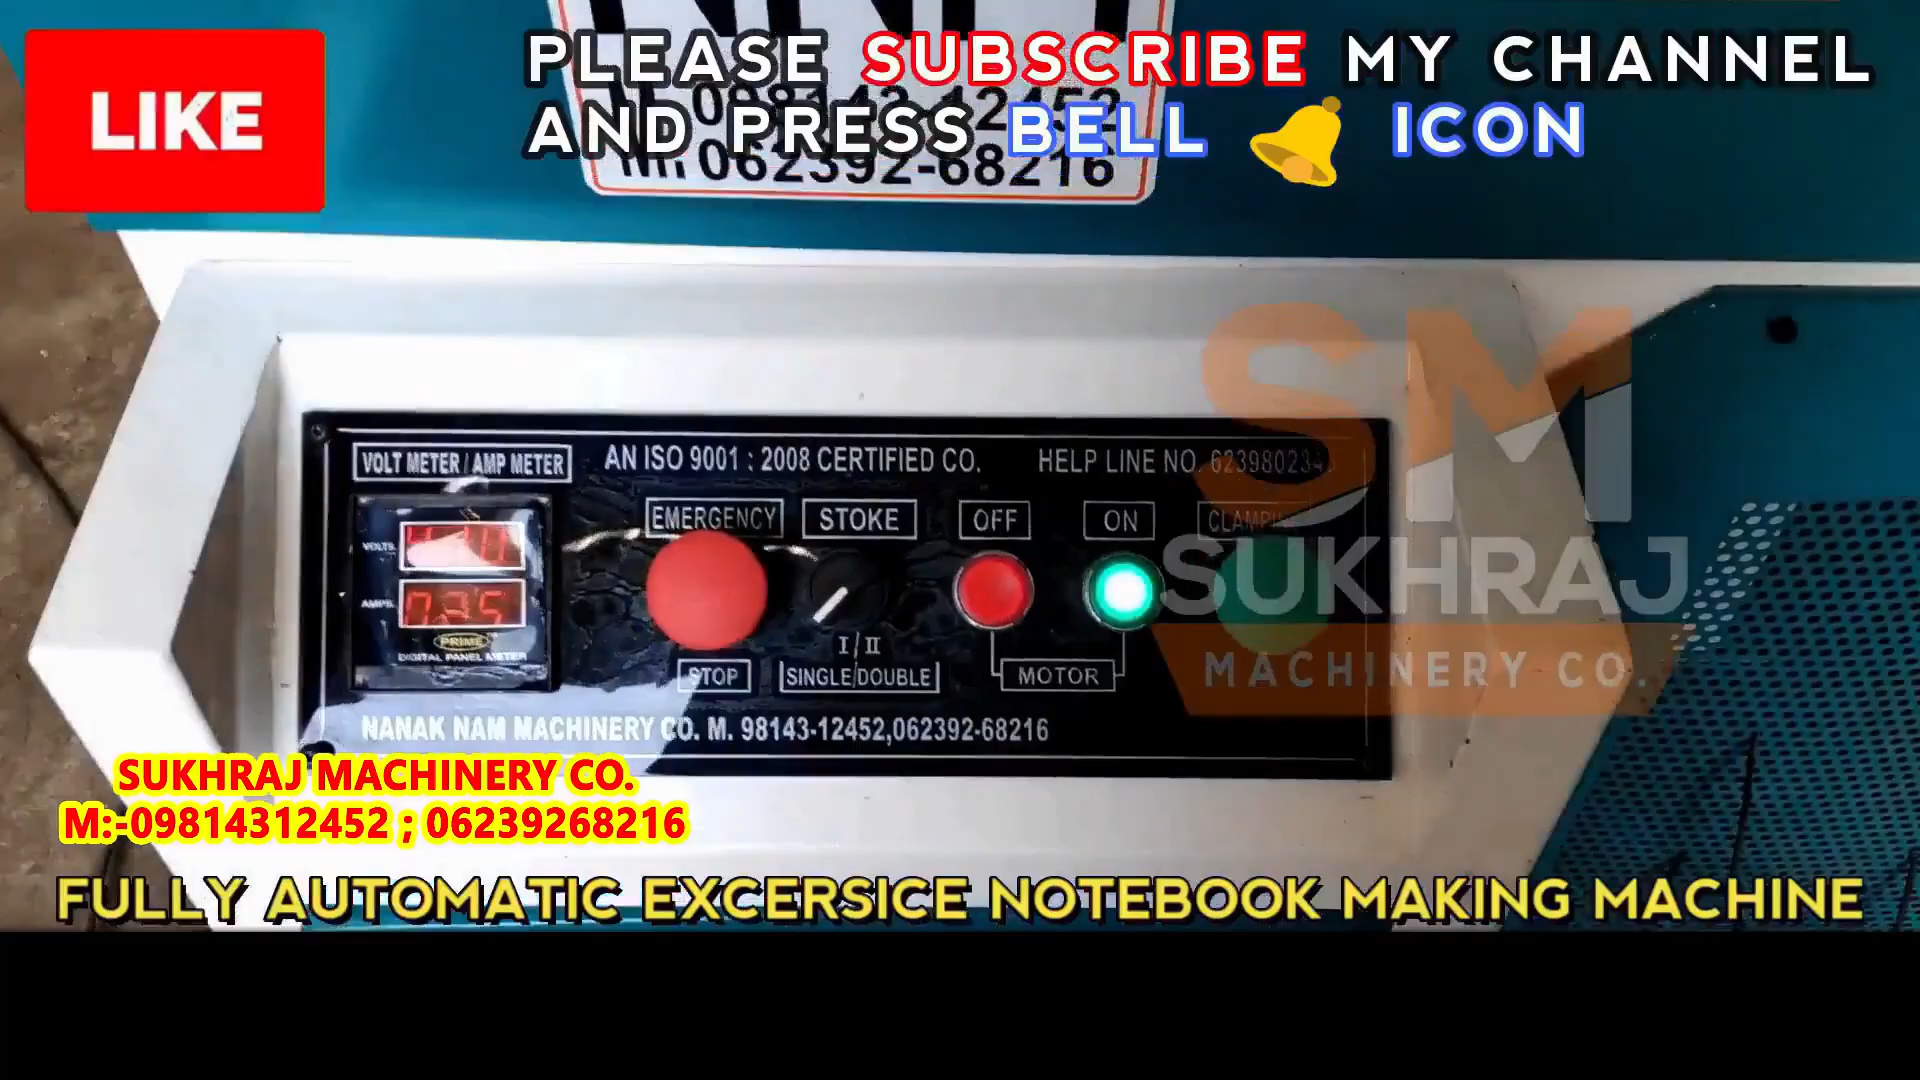 LIKE
PLEASE SUBSCRIBE MY CHANNEL
AND PRESS BELL 🔔 ICON
062392-68216
VOLT METER / AMP METER
AN ISO 9001 : 2008 CERTIFIED CO.
HELP LINE NO.
EMERGENCY
STOKE
OFF
ON
VOLTS
AMPS
PRIME
DIGITAL PANEL METER
STOP
I/II
SINGLE/DOUBLE
MOTOR
NANAK NAM MACHINERY CO. M. 98143-12452,062392-68216
SM
SUKHRAJ
MACHINERY CO.
SUKHRAJ MACHINERY CO.
M:-09814312452 ; 06239268216
FULLY AUTOMATIC EXCERSICE NOTEBOOK MAKING MACHINE